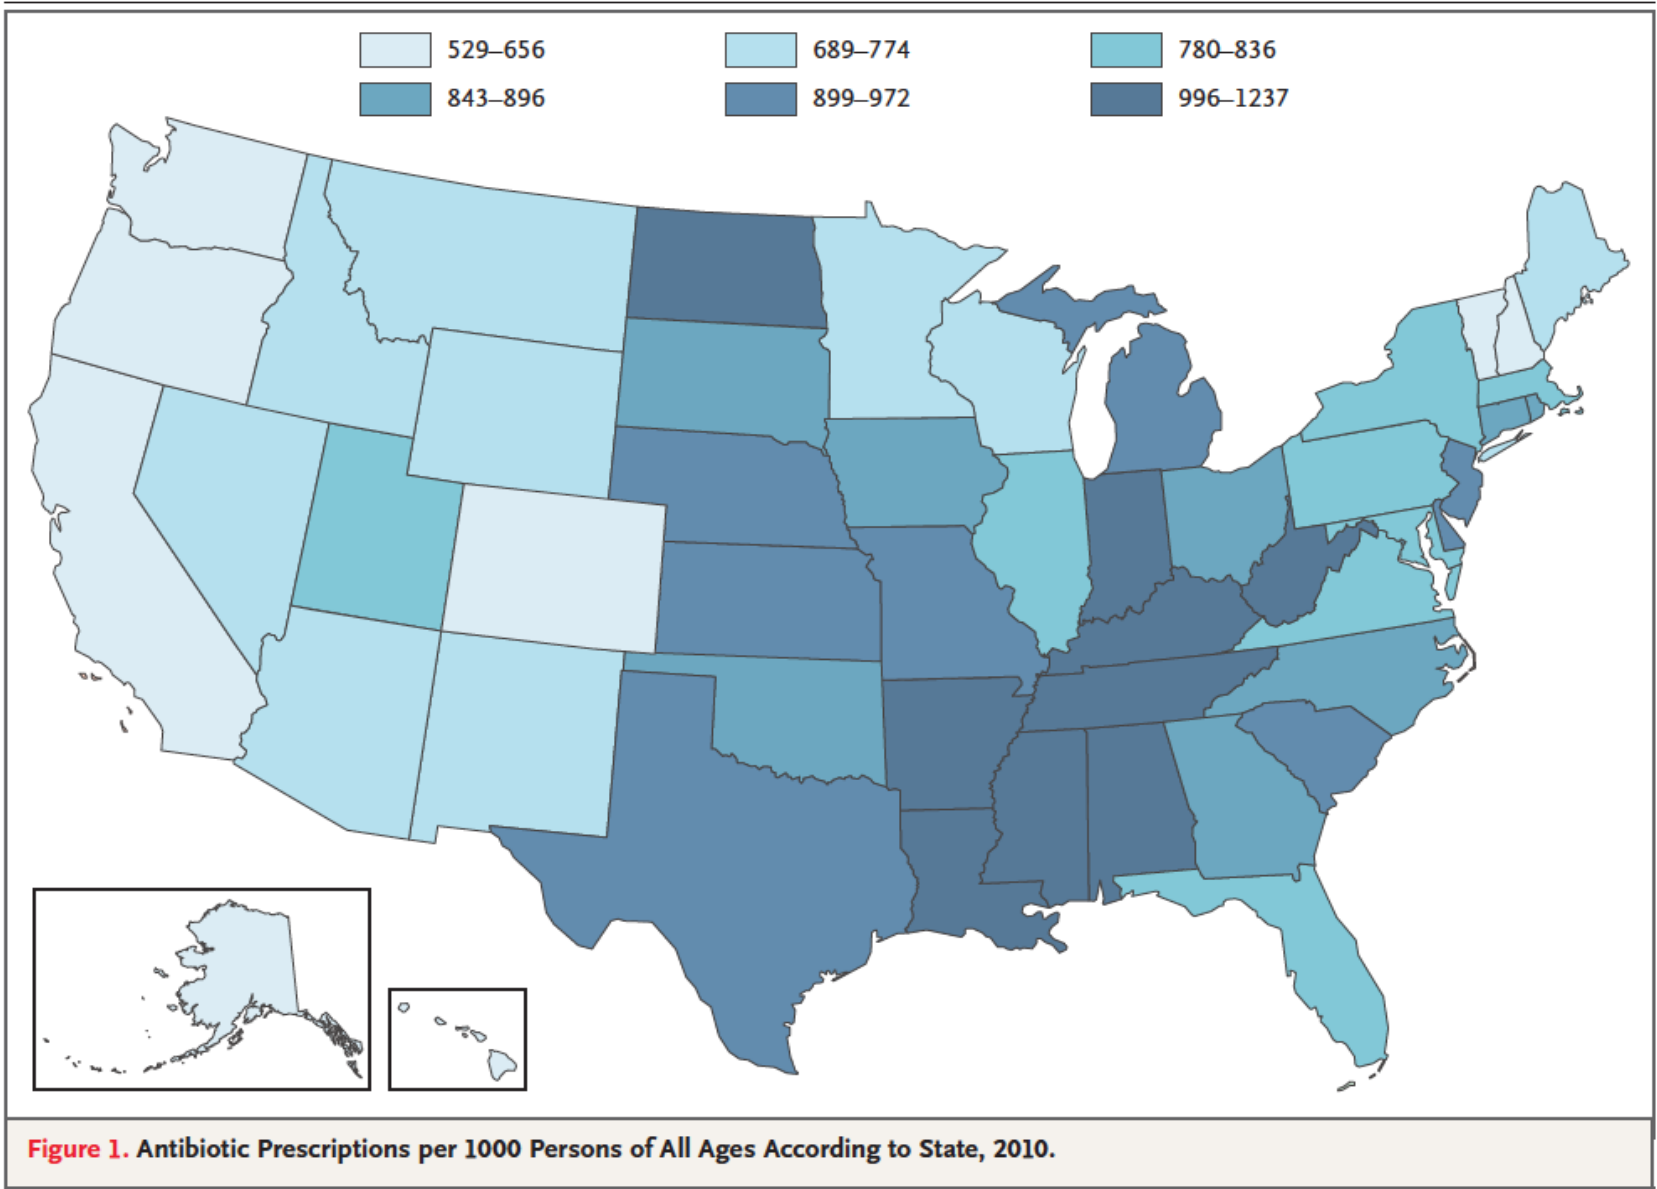 529–656 689–774 780–836
843–896 899–972 996–1237
Figure 1. Antibiotic Prescriptions per 1000 Persons of All Ages According to State, 2010.